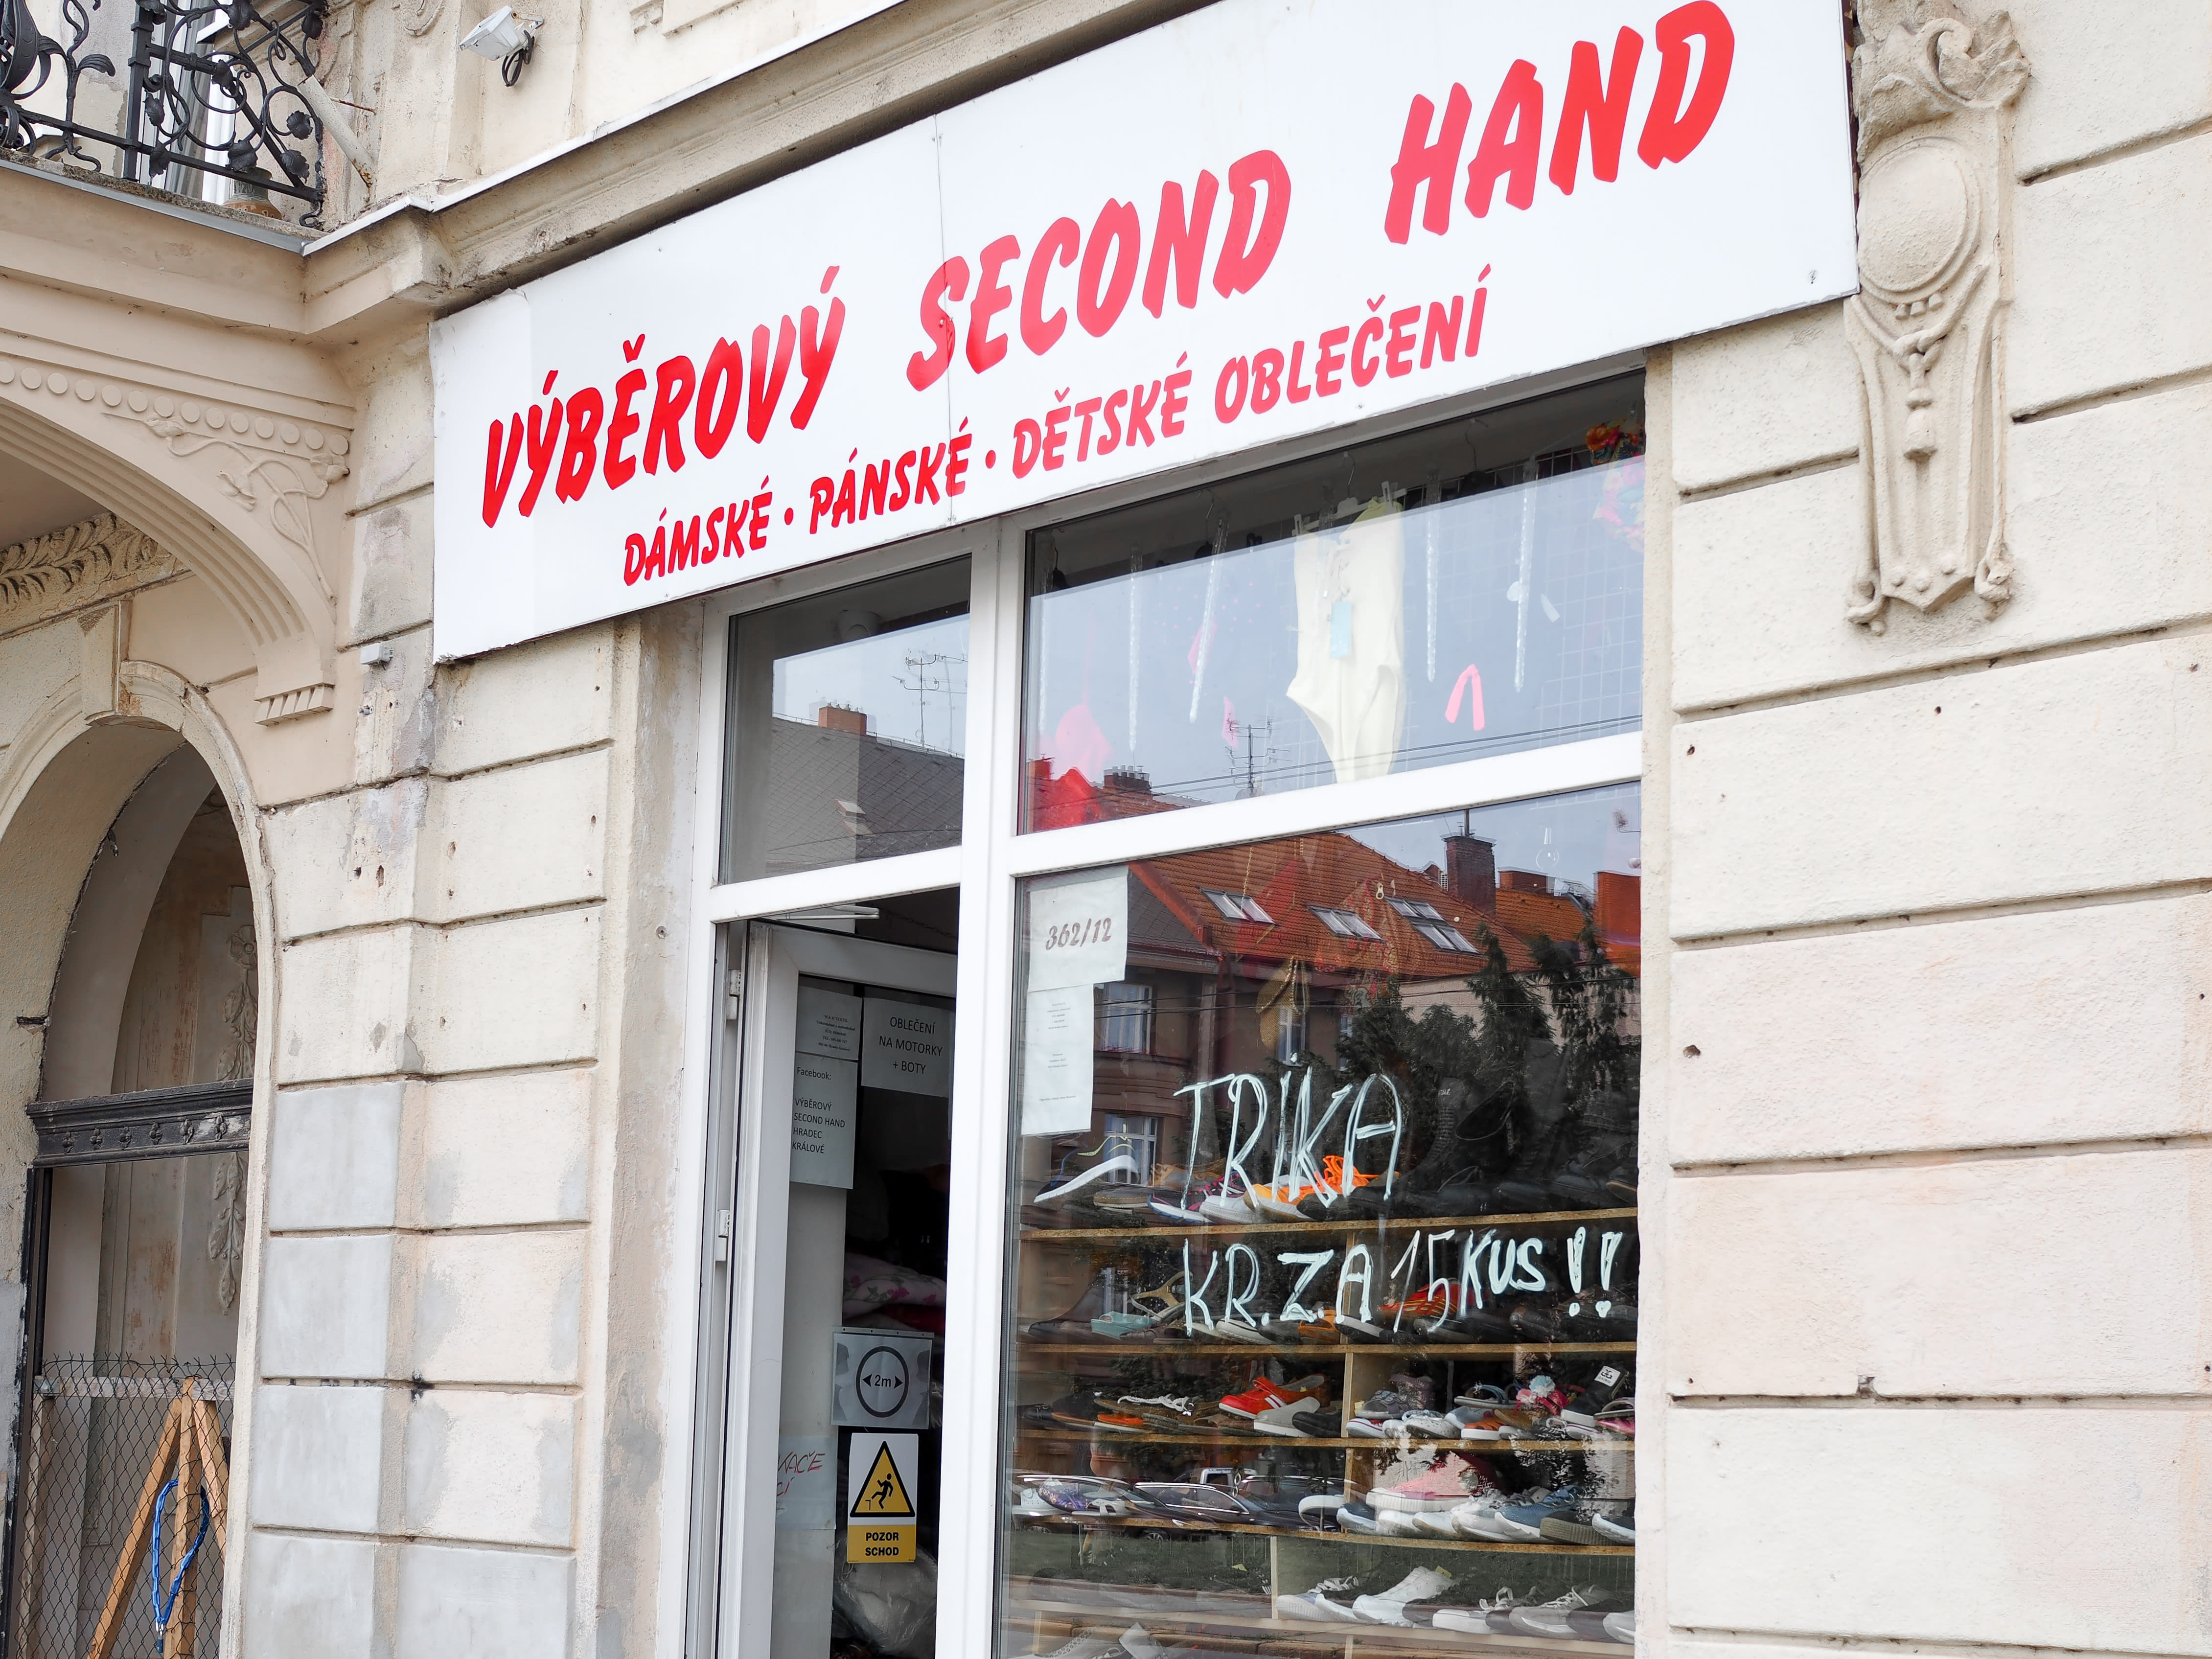 VÝBĚROVÝ SECOND HAND
DÁMSKÉ • PÁNSKÉ • DĚTSKÉ OBLEČENÍ
362/12
OBLEČENÍ
NA MOTORKY
+ BOTY
Facebook:
VÝBĚROVÝ
SECOND HAND
HRADEC
KRÁLOVÉ
TRIKA
KR.ZA 15 KUS !!
2m
POZOR
SCHOD